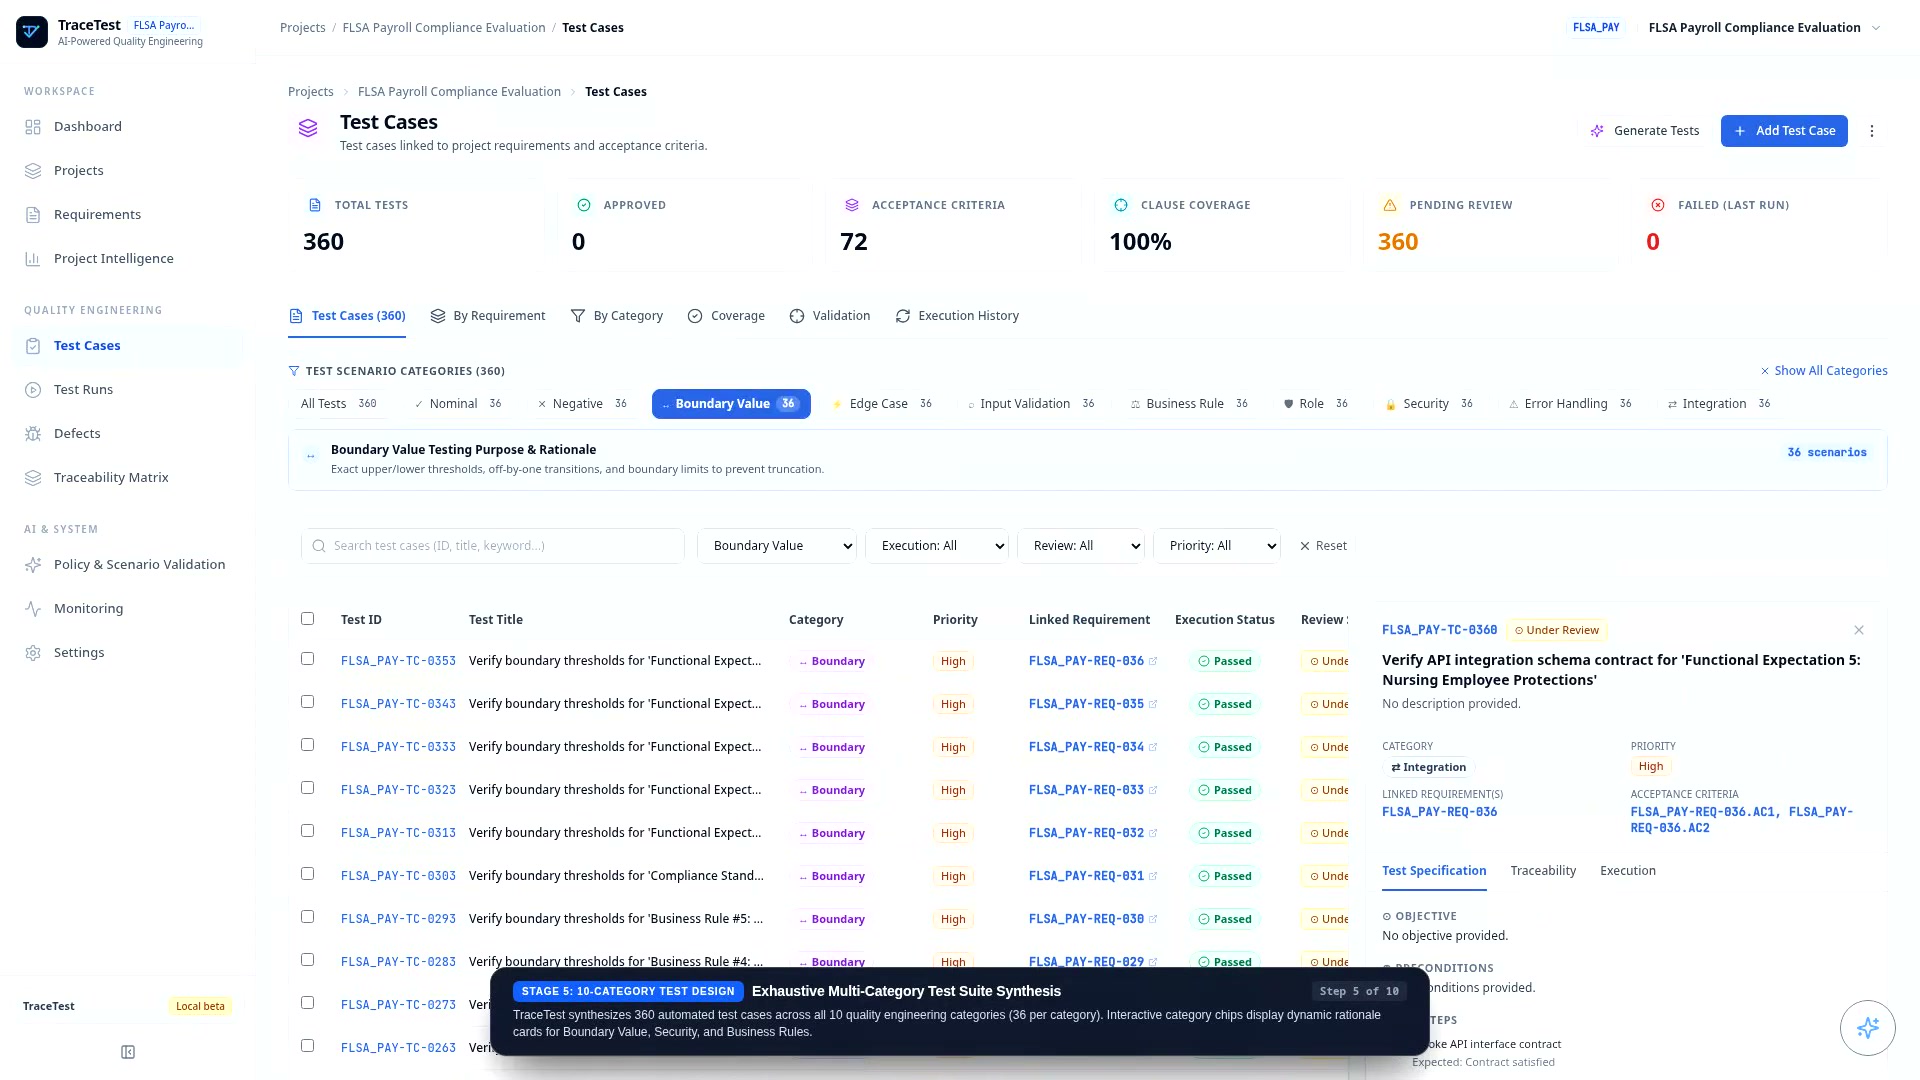 TraceTest FLSA Payro...
AI-Powered Quality Engineering
Projects / FLSA Payroll Compliance Evaluation / Test Cases
FLSA_PAY FLSA Payroll Compliance Evaluation
WORKSPACE
Dashboard
Projects
Requirements
Project Intelligence
QUALITY ENGINEERING
Test Cases
Test Runs
Defects
Traceability Matrix
AI & SYSTEM
Policy & Scenario Validation
Monitoring
Settings
TraceTest Local beta
Projects > FLSA Payroll Compliance Evaluation > Test Cases
Test Cases
Test cases linked to project requirements and acceptance criteria.
Generate Tests
+ Add Test Case
TOTAL TESTS
360
APPROVED
0
ACCEPTANCE CRITERIA
72
CLAUSE COVERAGE
100%
PENDING REVIEW
360
FAILED (LAST RUN)
0
Test Cases (360) By Requirement By Category Coverage Validation Execution History
TEST SCENARIO CATEGORIES (360)
× Show All Categories
All Tests 360 ✓ Nominal 36 × Negative 36 ↔ Boundary Value 36 ⚡ Edge Case 36 Input Validation 36 Business Rule 36 Role 36 Security 36 Error Handling 36 Integration 36
Boundary Value Testing Purpose & Rationale
36 scenarios
Exact upper/lower thresholds, off-by-one transitions, and boundary limits to prevent truncation.
Search test cases (ID, title, keyword...) Boundary Value Execution: All Review: All Priority: All × Reset
Test ID Test Title Category Priority Linked Requirement Execution Status Review
FLSA_PAY-TC-0353 Verify boundary thresholds for 'Functional Expect... ↔ Boundary High FLSA_PAY-REQ-036 Passed Unde
FLSA_PAY-TC-0343 Verify boundary thresholds for 'Functional Expect... ↔ Boundary High FLSA_PAY-REQ-035 Passed Unde
FLSA_PAY-TC-0333 Verify boundary thresholds for 'Functional Expect... ↔ Boundary High FLSA_PAY-REQ-034 Passed Unde
FLSA_PAY-TC-0323 Verify boundary thresholds for 'Functional Expect... ↔ Boundary High FLSA_PAY-REQ-033 Passed Unde
FLSA_PAY-TC-0313 Verify boundary thresholds for 'Functional Expect... ↔ Boundary High FLSA_PAY-REQ-032 Passed Unde
FLSA_PAY-TC-0303 Verify boundary thresholds for 'Compliance Stand... ↔ Boundary High FLSA_PAY-REQ-031 Passed Unde
FLSA_PAY-TC-0293 Verify boundary thresholds for 'Business Rule #5: ... ↔ Boundary High FLSA_PAY-REQ-030 Passed Unde
FLSA_PAY-TC-0283 Verify boundary thresholds for 'Business Rule #4: ... ↔ Boundary High FLSA_PAY-REQ-029 Passed Unde
FLSA_PAY-TC-0273 Veri
FLSA_PAY-TC-0263 Veri
FLSA_PAY-TC-0360 Under Review
Verify API integration schema contract for 'Functional Expectation 5:
Nursing Employee Protections'
No description provided.
CATEGORY PRIORITY
⇄ Integration High
LINKED REQUIREMENT(S) ACCEPTANCE CRITERIA
FLSA_PAY-REQ-036 FLSA_PAY-REQ-036.AC1, FLSA_PAY-
REQ-036.AC2
Test Specification Traceability Execution
OBJECTIVE
No objective provided.
PRECONDITIONS
onditions provided.
TEPS
oke API interface contract
Expected: Contract satisfied
STAGE 5: 10-CATEGORY TEST DESIGN Exhaustive Multi-Category Test Suite Synthesis Step 5 of 10
TraceTest synthesizes 360 automated test cases across all 10 quality engineering categories (36 per category). Interactive category chips display dynamic rationale
cards for Boundary Value, Security, and Business Rules.